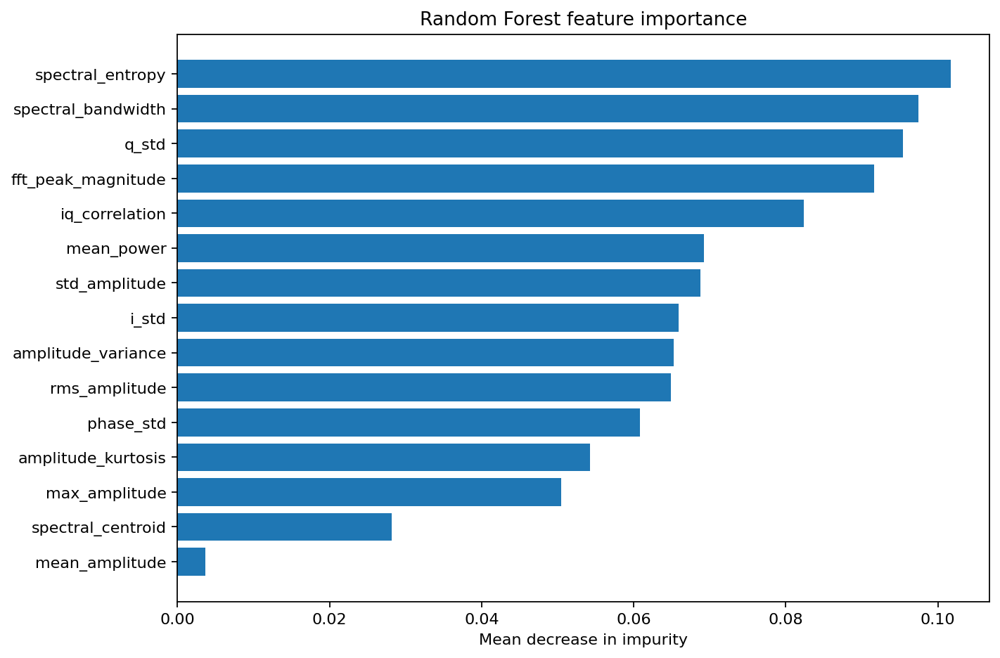 Random Forest feature importance
spectral_entropy
spectral_bandwidth
q_std
fft_peak_magnitude
iq_correlation
mean_power
std_amplitude
i_std
amplitude_variance
rms_amplitude
phase_std
amplitude_kurtosis
max_amplitude
spectral_centroid
mean_amplitude
0.00 0.02 0.04 0.06 0.08 0.10
Mean decrease in impurity